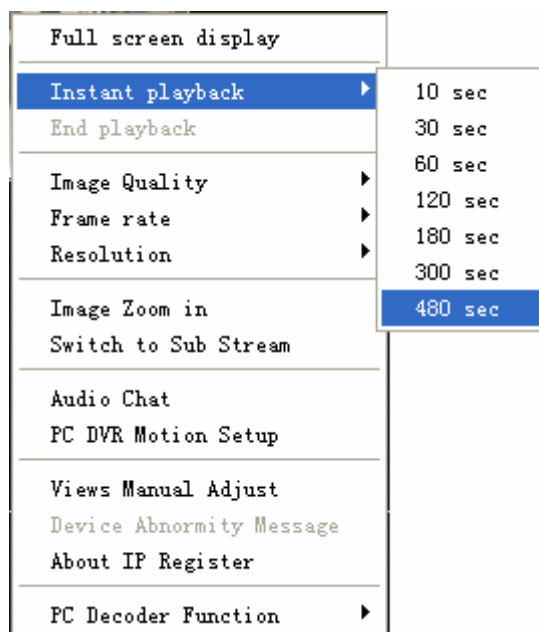 Full screen display
Instant playback
End playback
Image Quality
Frame rate
Resolution
Image Zoom in
Switch to Sub Stream
Audio Chat
PC DVR Motion Setup
Views Manual Adjust
Device Abnormity Message
About IP Register
PC Decoder Function
10 sec
30 sec
60 sec
120 sec
180 sec
300 sec
480 sec